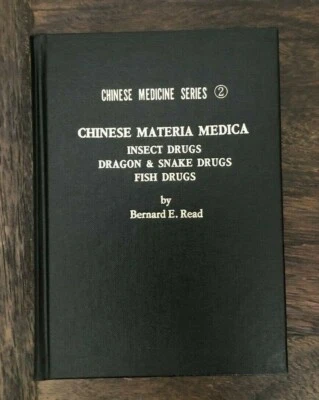 CHINESE MEDICINE SERIES ②
CHINESE MATERIA MEDICA
INSECT DRUGS
DRAGON & SNAKE DRUGS
FISH DRUGS
by
Bernard E. Read